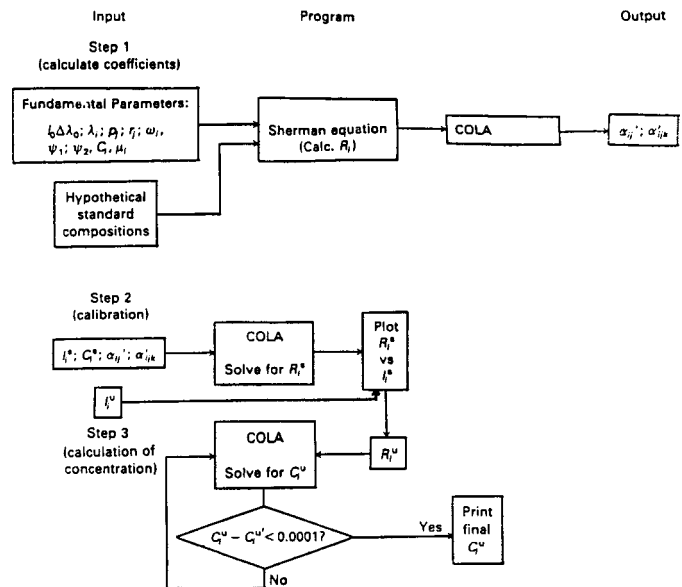 Input Program Output
Step 1
(calculate coefficients)
Fundamental Parameters:
I₀Δλ₀; λᵢ; pⱼ; rⱼ; ωᵢ,
ψ₁; ψ₂, Cᵢ, μᵢ
Sherman equation
(Calc. Rᵢ)
COLA
αᵢⱼ'; α'ᵢⱼₖ
Hypothetical
standard
compositions
Step 2
(calibration)
Iᵢˢ; Cᵢˢ; αᵢⱼ'; α'ᵢⱼₖ
COLA
Solve for Rᵢˢ
Plot
Rᵢˢ
vs
Iᵢˢ
Iᵢᵘ
Step 3
(calculation of
concentration)
COLA
Solve for Cᵢᵘ
Rᵢᵘ
Cᵢᵘ – Cᵢᵘ' < 0.0001?
Yes
No
Print
final
Cᵢᵘ